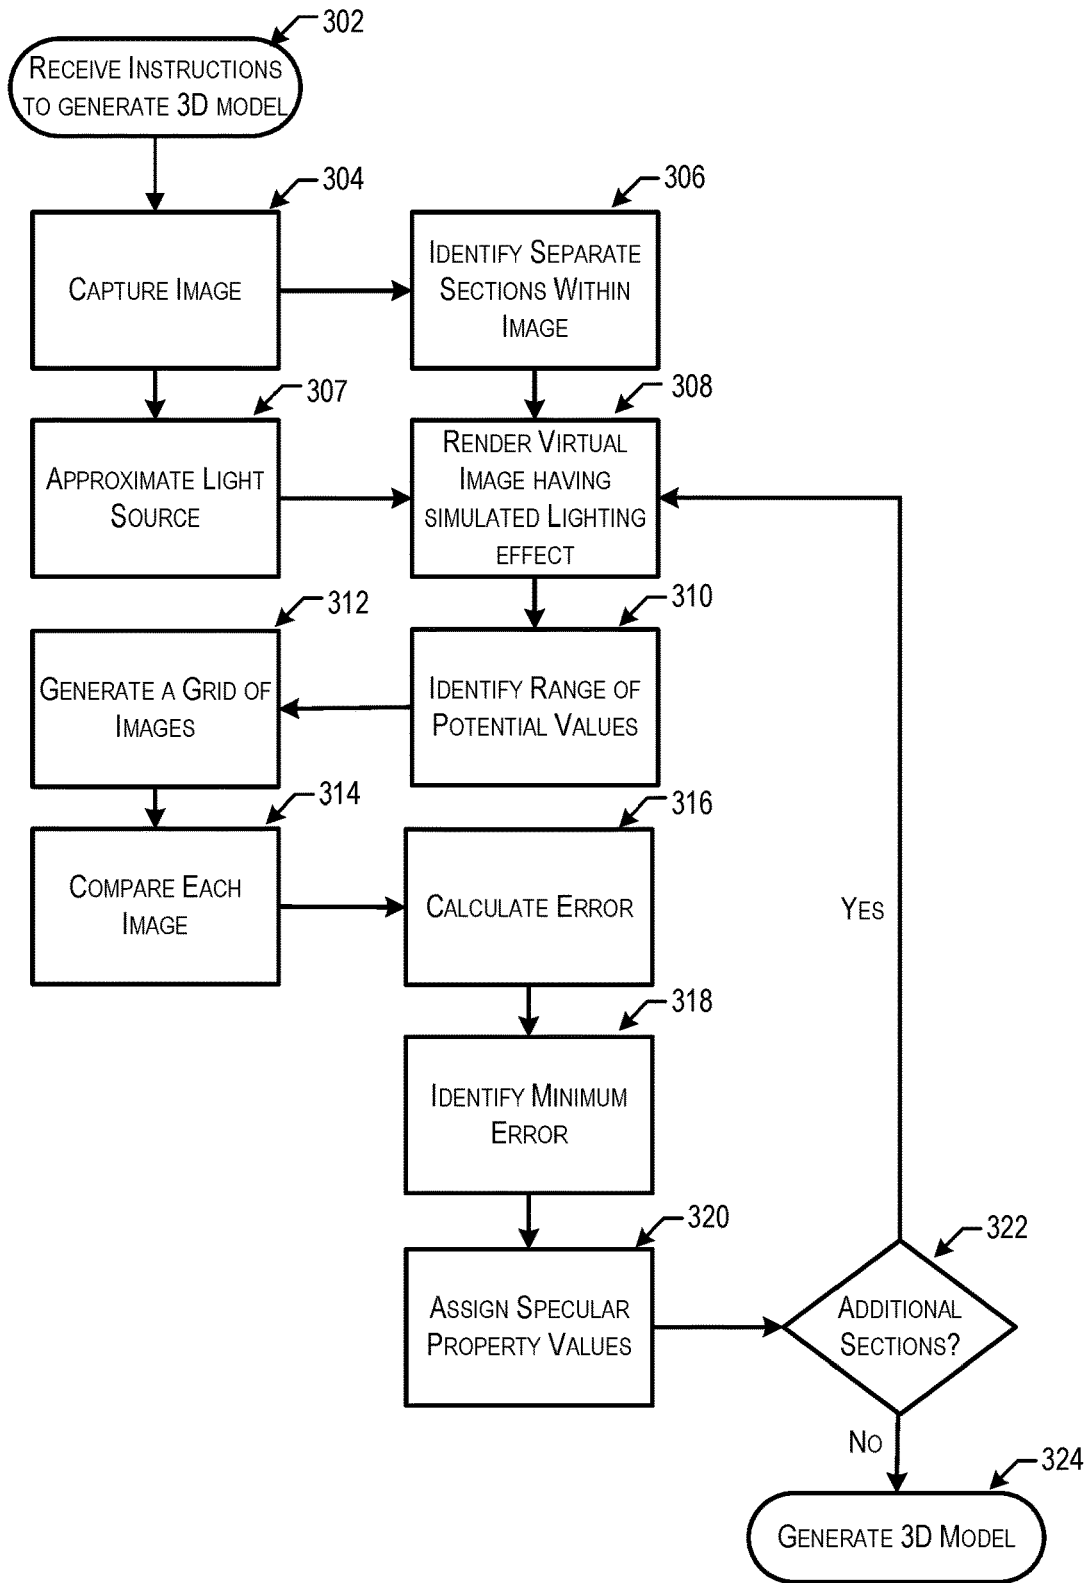 302
RECEIVE INSTRUCTIONS
TO GENERATE 3D MODEL
304
CAPTURE IMAGE
306
IDENTIFY SEPARATE
SECTIONS WITHIN
IMAGE
307
APPROXIMATE LIGHT
SOURCE
308
RENDER VIRTUAL
IMAGE HAVING
SIMULATED LIGHTING
EFFECT
310
IDENTIFY RANGE OF
POTENTIAL VALUES
312
GENERATE A GRID OF
IMAGES
314
COMPARE EACH
IMAGE
316
CALCULATE ERROR
318
IDENTIFY MINIMUM
ERROR
320
ASSIGN SPECULAR
PROPERTY VALUES
322
ADDITIONAL
SECTIONS?
YES
NO
324
GENERATE 3D MODEL